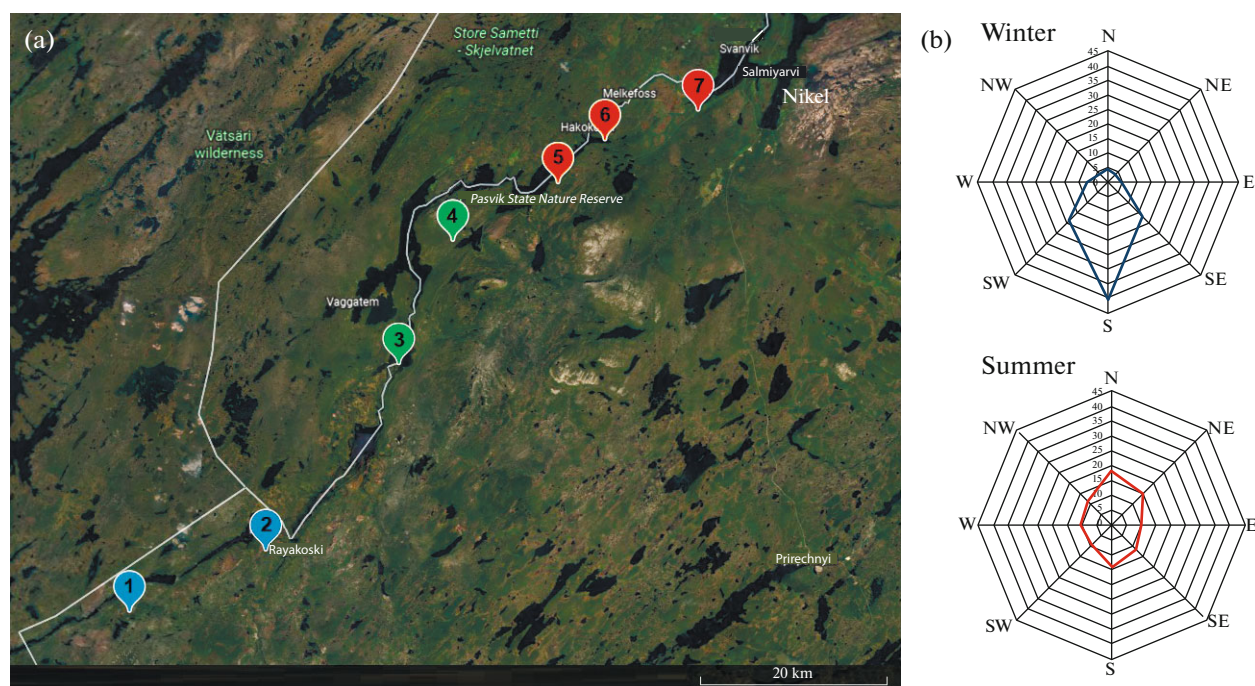 (a)
Store Sametti
- Skjelvatnet
Svanvik
Salmiyarvi
Nikel
7
Melkefoss
6
5
Vätsäri
wilderness
Pasvik State Nature Reserve
4
Vaggatem
3
2
Rayakoski
1
Prirechnyi
20 km
(b)
Winter
N
NE
E
SE
S
SW
W
NW
45
40
35
30
25
20
15
10
5
0
Summer
N
NE
E
SE
S
SW
W
NW
45
40
35
30
25
20
15
10
5
0